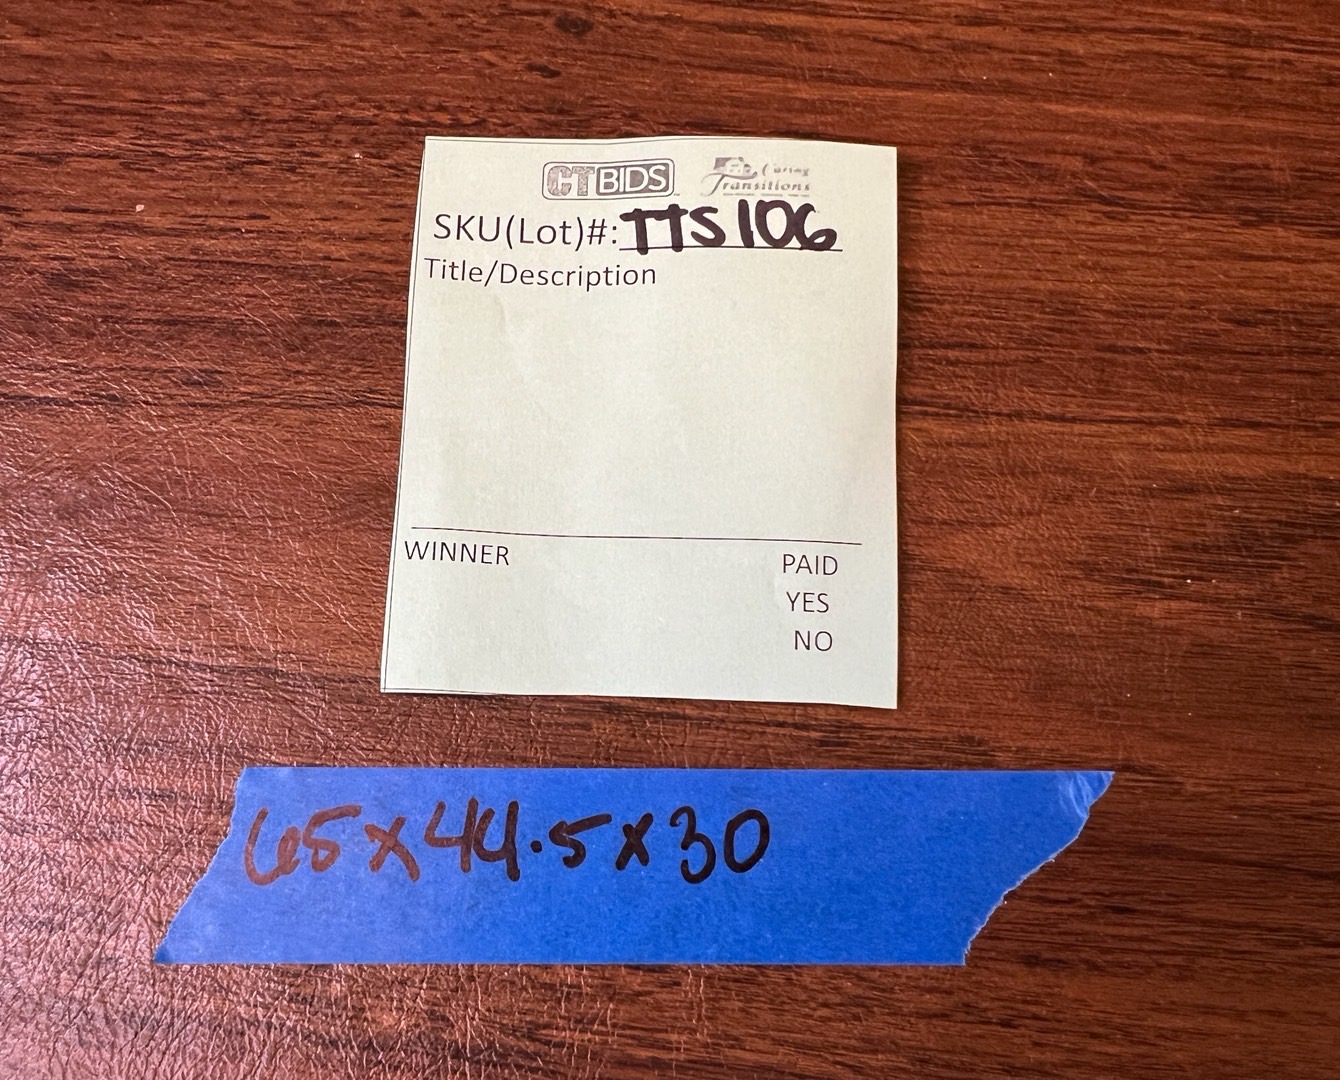 CTBIDS
Caring
Transitions
SKU(Lot)#: TTS106
Title/Description
WINNER
PAID
YES
NO
65x44.5x30